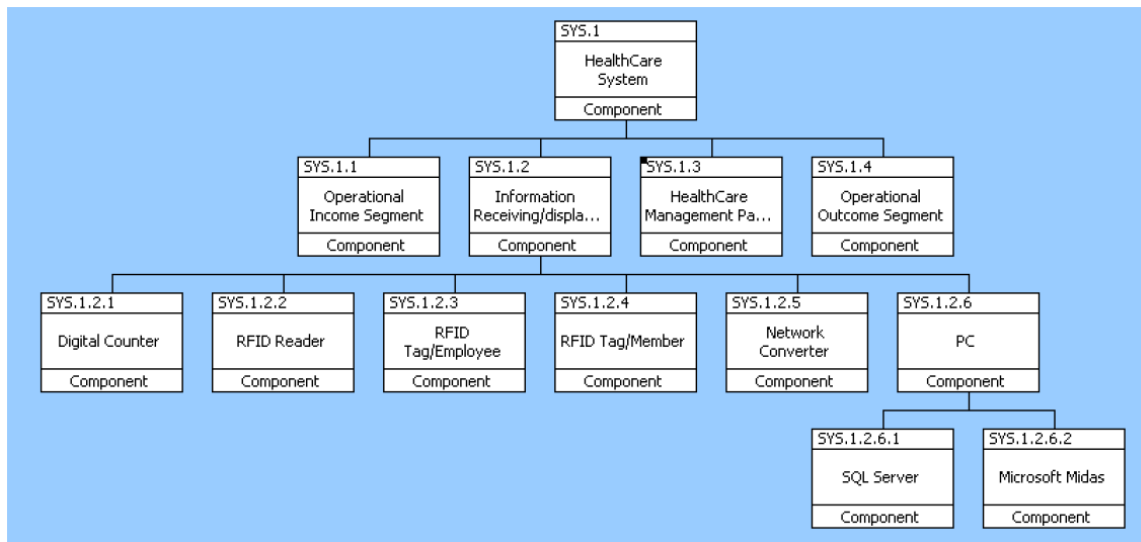 SYS.1
HealthCare
System
Component
SYS.1.1
Operational
Income Segment
Component
SYS.1.2
Information
Receiving/displa...
Component
SYS.1.3
HealthCare
Management Pa...
Component
SYS.1.4
Operational
Outcome Segment
Component
SYS.1.2.1
Digital Counter
Component
SYS.1.2.2
RFID Reader
Component
SYS.1.2.3
RFID
Tag/Employee
Component
SYS.1.2.4
RFID Tag/Member
Component
SYS.1.2.5
Network
Converter
Component
SYS.1.2.6
PC
Component
SYS.1.2.6.1
SQL Server
Component
SYS.1.2.6.2
Microsoft Midas
Component